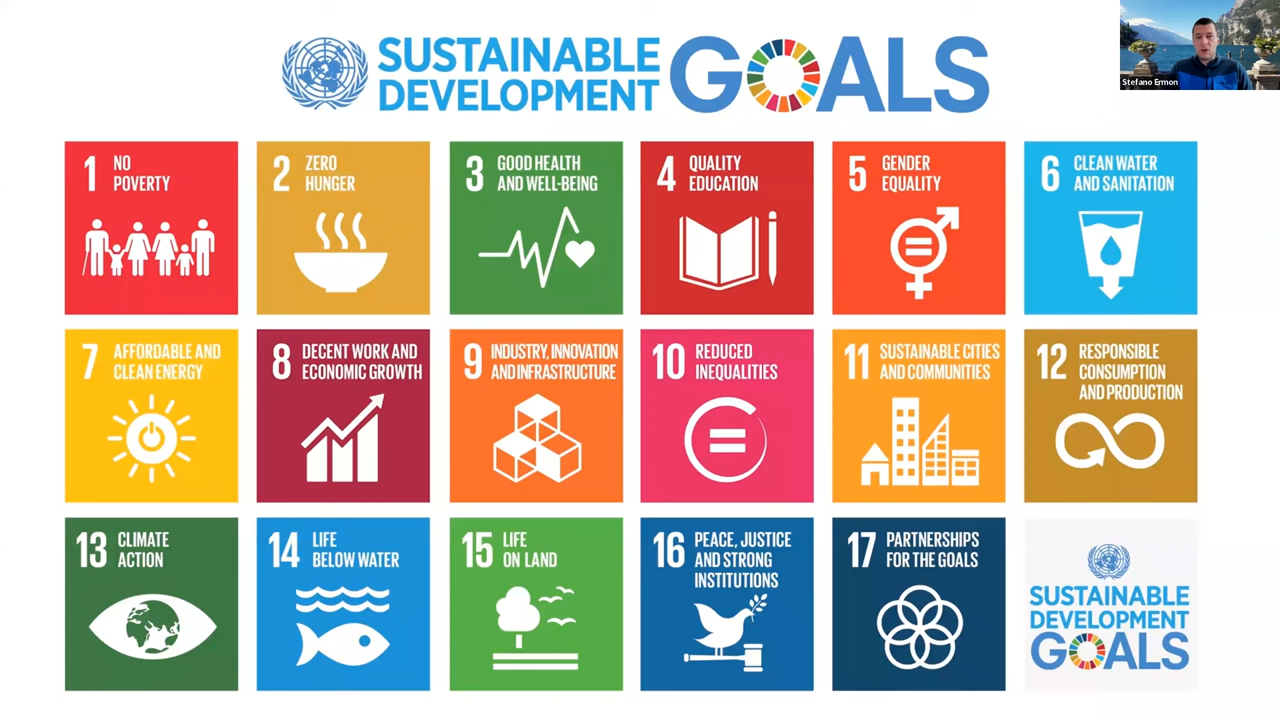 SUSTAINABLE
DEVELOPMENT
GOALS
Stefano Ermon
1 NO
POVERTY
2 ZERO
HUNGER
3 GOOD HEALTH
AND WELL-BEING
4 QUALITY
EDUCATION
5 GENDER
EQUALITY
6 CLEAN WATER
AND SANITATION
7 AFFORDABLE AND
CLEAN ENERGY
8 DECENT WORK AND
ECONOMIC GROWTH
9 INDUSTRY, INNOVATION
AND INFRASTRUCTURE
10 REDUCED
INEQUALITIES
11 SUSTAINABLE CITIES
AND COMMUNITIES
12 RESPONSIBLE
CONSUMPTION
AND PRODUCTION
13 CLIMATE
ACTION
14 LIFE
BELOW WATER
15 LIFE
ON LAND
16 PEACE, JUSTICE
AND STRONG
INSTITUTIONS
17 PARTNERSHIPS
FOR THE GOALS
SUSTAINABLE
DEVELOPMENT
GOALS